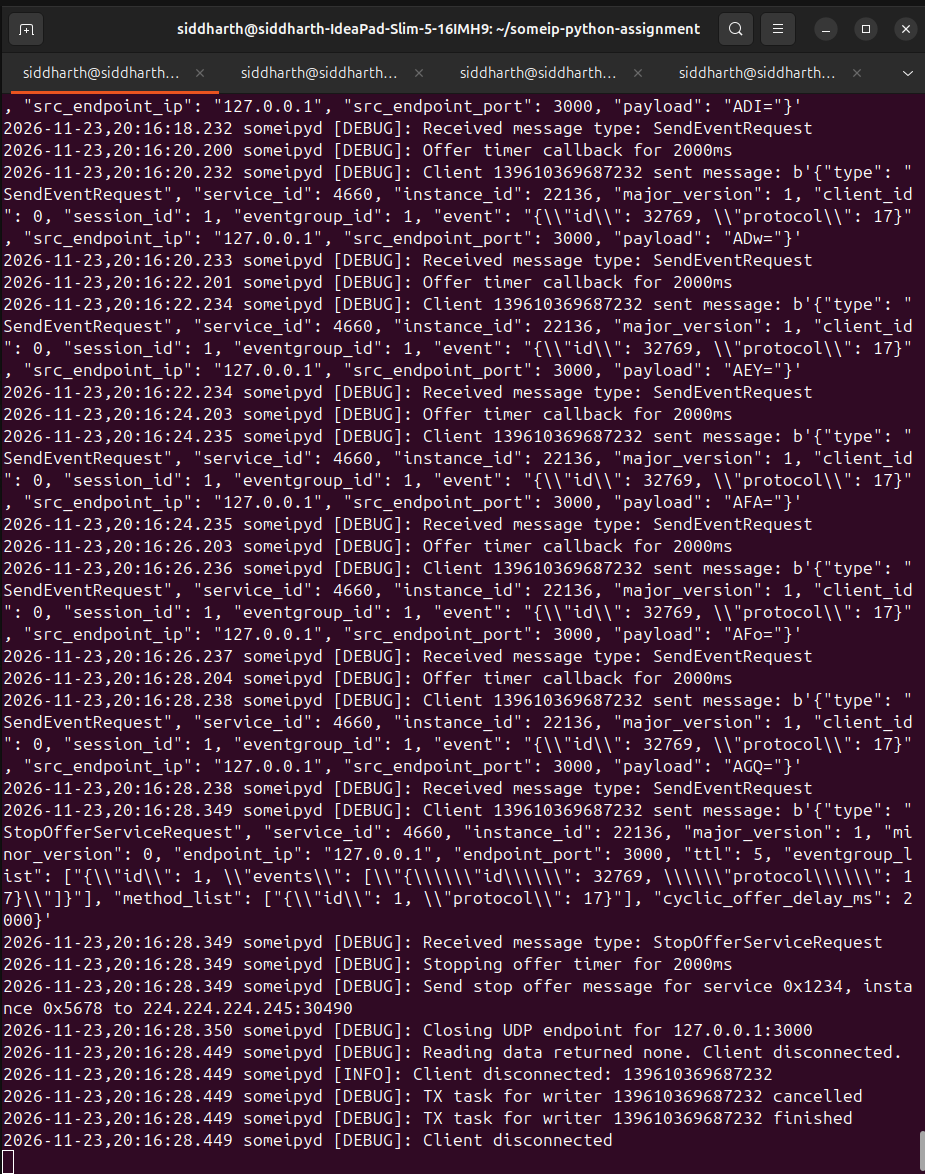 siddharth@siddharth-IdeaPad-Slim-5-16IMH9: ~/someip-python-assignment
siddharth@siddharth... × siddharth@siddharth... × siddharth@siddharth... × siddharth@siddharth... ×
, "src_endpoint_ip": "127.0.0.1", "src_endpoint_port": 3000, "payload": "ADI="}'
2026-11-23,20:16:18.232 someipyd [DEBUG]: Received message type: SendEventRequest
2026-11-23,20:16:20.200 someipyd [DEBUG]: Offer timer callback for 2000ms
2026-11-23,20:16:20.232 someipyd [DEBUG]: Client 139610369687232 sent message: b'{"type": "
SendEventRequest", "service_id": 4660, "instance_id": 22136, "major_version": 1, "client_id
": 0, "session_id": 1, "eventgroup_id": 1, "event": "{\\"id\\": 32769, \\"protocol\\": 17}"
, "src_endpoint_ip": "127.0.0.1", "src_endpoint_port": 3000, "payload": "ADw="}'
2026-11-23,20:16:20.233 someipyd [DEBUG]: Received message type: SendEventRequest
2026-11-23,20:16:22.201 someipyd [DEBUG]: Offer timer callback for 2000ms
2026-11-23,20:16:22.234 someipyd [DEBUG]: Client 139610369687232 sent message: b'{"type": "
SendEventRequest", "service_id": 4660, "instance_id": 22136, "major_version": 1, "client_id
": 0, "session_id": 1, "eventgroup_id": 1, "event": "{\\"id\\": 32769, \\"protocol\\": 17}"
, "src_endpoint_ip": "127.0.0.1", "src_endpoint_port": 3000, "payload": "AEY="}'
2026-11-23,20:16:22.234 someipyd [DEBUG]: Received message type: SendEventRequest
2026-11-23,20:16:24.203 someipyd [DEBUG]: Offer timer callback for 2000ms
2026-11-23,20:16:24.235 someipyd [DEBUG]: Client 139610369687232 sent message: b'{"type": "
SendEventRequest", "service_id": 4660, "instance_id": 22136, "major_version": 1, "client_id
": 0, "session_id": 1, "eventgroup_id": 1, "event": "{\\"id\\": 32769, \\"protocol\\": 17}"
, "src_endpoint_ip": "127.0.0.1", "src_endpoint_port": 3000, "payload": "AFA="}'
2026-11-23,20:16:24.235 someipyd [DEBUG]: Received message type: SendEventRequest
2026-11-23,20:16:26.203 someipyd [DEBUG]: Offer timer callback for 2000ms
2026-11-23,20:16:26.236 someipyd [DEBUG]: Client 139610369687232 sent message: b'{"type": "
SendEventRequest", "service_id": 4660, "instance_id": 22136, "major_version": 1, "client_id
": 0, "session_id": 1, "eventgroup_id": 1, "event": "{\\"id\\": 32769, \\"protocol\\": 17}"
, "src_endpoint_ip": "127.0.0.1", "src_endpoint_port": 3000, "payload": "AFo="}'
2026-11-23,20:16:26.237 someipyd [DEBUG]: Received message type: SendEventRequest
2026-11-23,20:16:28.204 someipyd [DEBUG]: Offer timer callback for 2000ms
2026-11-23,20:16:28.238 someipyd [DEBUG]: Client 139610369687232 sent message: b'{"type": "
SendEventRequest", "service_id": 4660, "instance_id": 22136, "major_version": 1, "client_id
": 0, "session_id": 1, "eventgroup_id": 1, "event": "{\\"id\\": 32769, \\"protocol\\": 17}"
, "src_endpoint_ip": "127.0.0.1", "src_endpoint_port": 3000, "payload": "AGQ="}'
2026-11-23,20:16:28.238 someipyd [DEBUG]: Received message type: SendEventRequest
2026-11-23,20:16:28.349 someipyd [DEBUG]: Client 139610369687232 sent message: b'{"type": "
StopOfferServiceRequest", "service_id": 4660, "instance_id": 22136, "major_version": 1, "mi
nor_version": 0, "endpoint_ip": "127.0.0.1", "endpoint_port": 3000, "ttl": 5, "eventgroup_l
ist": ["{\\"id\\": 1, \\"events\\": [\\"{\\\\\\"id\\\\\\": 32769, \\\\\\"protocol\\\\\\": 1
7}\\"]}"], "method_list": ["{\\"id\\": 1, \\"protocol\\": 17}"], "cyclic_offer_delay_ms": 2
000}'
2026-11-23,20:16:28.349 someipyd [DEBUG]: Received message type: StopOfferServiceRequest
2026-11-23,20:16:28.349 someipyd [DEBUG]: Stopping offer timer for 2000ms
2026-11-23,20:16:28.349 someipyd [DEBUG]: Send stop offer message for service 0x1234, insta
nce 0x5678 to 224.224.224.245:30490
2026-11-23,20:16:28.350 someipyd [DEBUG]: Closing UDP endpoint for 127.0.0.1:3000
2026-11-23,20:16:28.449 someipyd [DEBUG]: Reading data returned none. Client disconnected.
2026-11-23,20:16:28.449 someipyd [INFO]: Client disconnected: 139610369687232
2026-11-23,20:16:28.449 someipyd [DEBUG]: TX task for writer 139610369687232 cancelled
2026-11-23,20:16:28.449 someipyd [DEBUG]: TX task for writer 139610369687232 finished
2026-11-23,20:16:28.449 someipyd [DEBUG]: Client disconnected